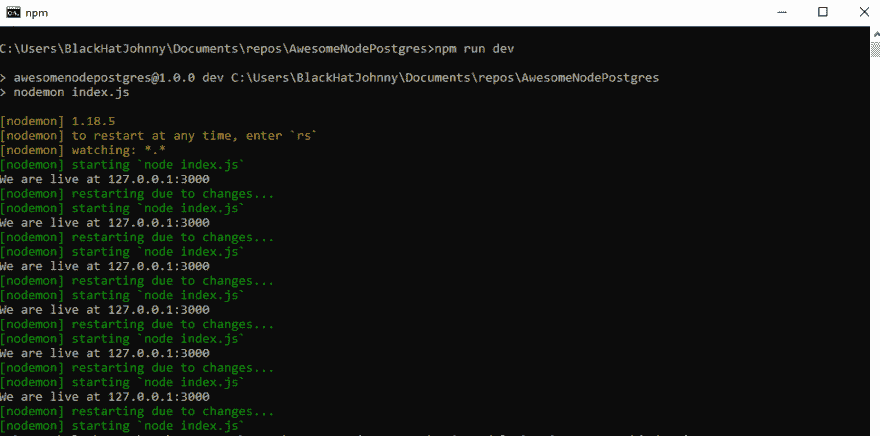 npm
C:\Users\BlackHatJohnny\Documents\repos\AwesomeNodePostgres>npm run dev
> awesomenodepostgres@1.0.0 dev C:\Users\BlackHatJohnny\Documents\repos\AwesomeNodePostgres
> nodemon index.js
[nodemon] 1.18.5
[nodemon] to restart at any time, enter `rs`
[nodemon] watching: *.*
[nodemon] starting `node index.js`
We are live at 127.0.0.1:3000
[nodemon] restarting due to changes...
[nodemon] starting `node index.js`
We are live at 127.0.0.1:3000
[nodemon] restarting due to changes...
[nodemon] starting `node index.js`
We are live at 127.0.0.1:3000
[nodemon] restarting due to changes...
[nodemon] starting `node index.js`
We are live at 127.0.0.1:3000
[nodemon] restarting due to changes...
[nodemon] starting `node index.js`
We are live at 127.0.0.1:3000
[nodemon] restarting due to changes...
[nodemon] starting `node index.js`
We are live at 127.0.0.1:3000
[nodemon] restarting due to changes...
[nodemon] starting `node index.js`